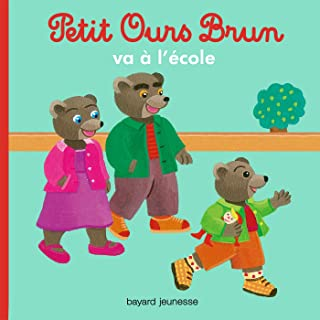 Petit Ours Brun
va à l'école
bayard jeunesse